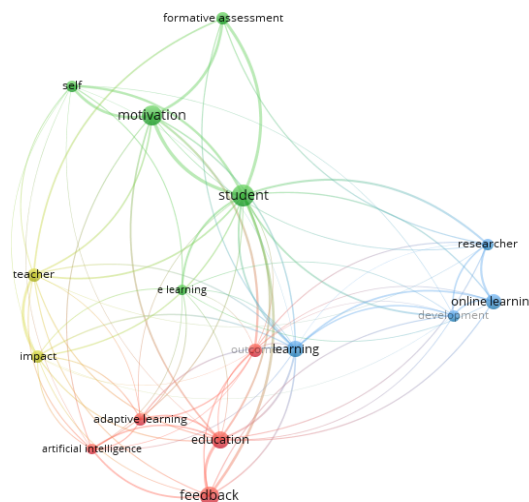 formative assessment
self
motivation
student
researcher
teacher
e learning
online learnin
development
outcome
learning
impact
adaptive learning
education
artificial intelligence
feedback